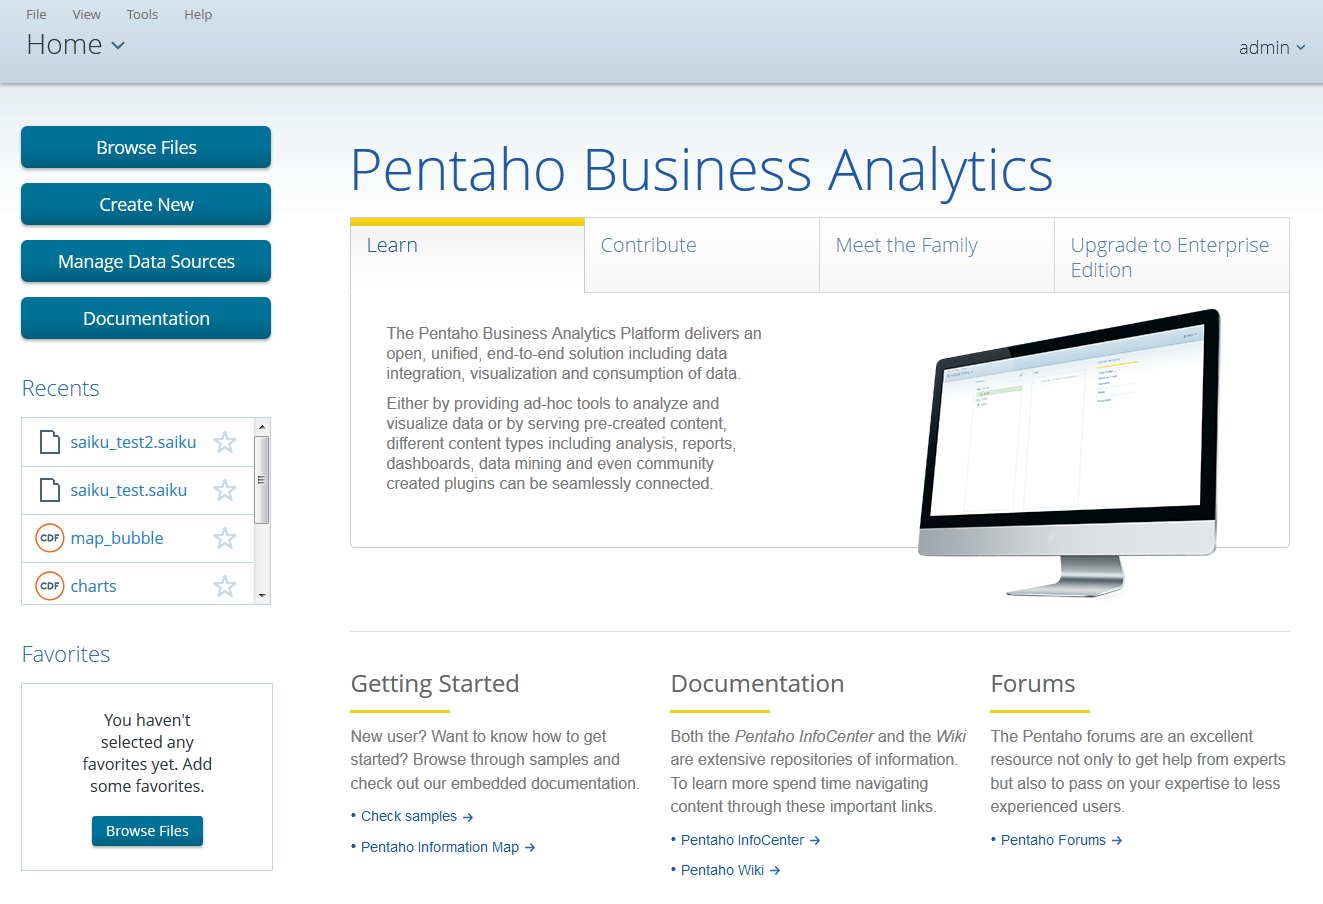 File View Tools Help
Home
admin
Browse Files
Create New
Manage Data Sources
Documentation
Recents
saiku_test2.saiku
saiku_test.saiku
CDF map_bubble
CDF charts
Favorites
You haven't
selected any
favorites yet. Add
some favorites.
Browse Files
Pentaho Business Analytics
Learn
Contribute
Meet the Family
Upgrade to Enterprise
Edition
The Pentaho Business Analytics Platform delivers an
open, unified, end-to-end solution including data
integration, visualization and consumption of data.
Either by providing ad-hoc tools to analyze and
visualize data or by serving pre-created content,
different content types including analysis, reports,
dashboards, data mining and even community
created plugins can be seamlessly connected.
Getting Started
New user? Want to know how to get
started? Browse through samples and
check out our embedded documentation.
• Check samples →
• Pentaho Information Map →
Documentation
Both the Pentaho InfoCenter and the Wiki
are extensive repositories of information.
To learn more spend time navigating
content through these important links.
• Pentaho InfoCenter →
• Pentaho Wiki →
Forums
The Pentaho forums are an excellent
resource not only to get help from experts
but also to pass on your expertise to less
experienced users.
• Pentaho Forums →